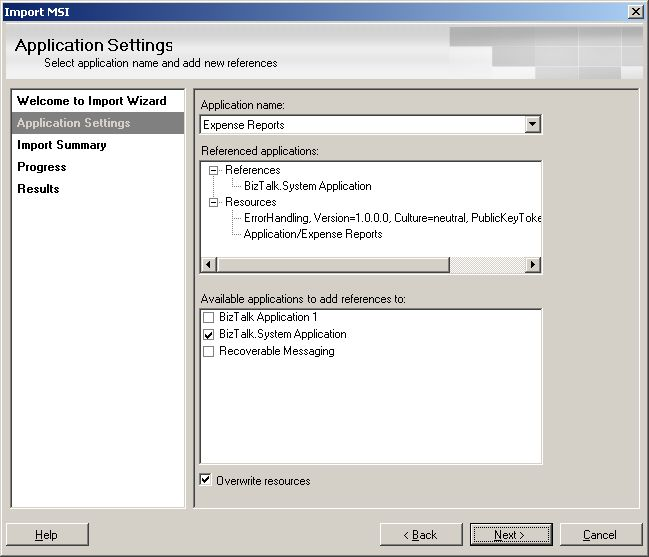 Import MSI
Application Settings
Select application name and add new references
Welcome to Import Wizard
Application Settings
Import Summary
Progress
Results
Application name:
Expense Reports
Referenced applications:
References
BizTalk.System Application
Resources
ErrorHandling, Version=1.0.0.0, Culture=neutral, PublicKeyToke
Application/Expense Reports
Available applications to add references to:
BizTalk Application 1
BizTalk.System Application
Recoverable Messaging
Overwrite resources
Help
< Back
Next >
Cancel